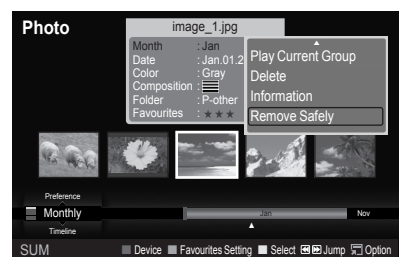 Photo
image_1.jpg
Month : Jan
Date : Jan.01.2
Color : Gray
Composition :
Folder : P-other
Favourites : ★ ★ ★
Play Current Group
Delete
Information
Remove Safely
Preference
Monthly
Timeline
Jan
Nov
SUM
Device Favourites Setting Select Jump Option